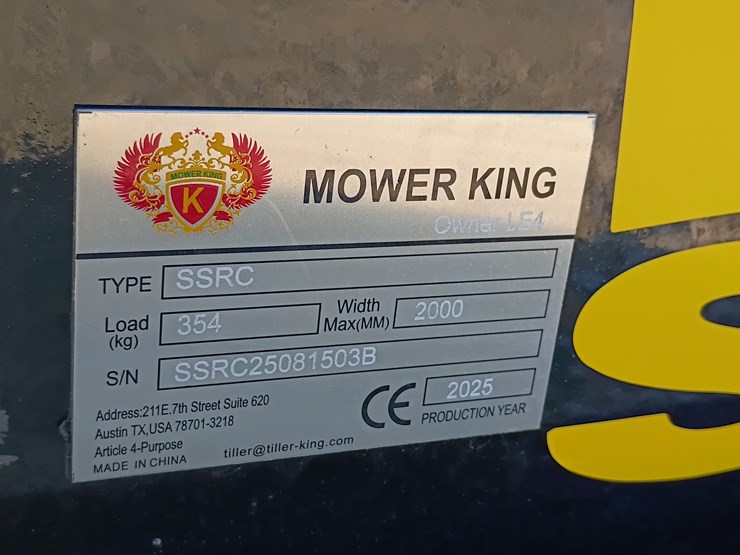 MOWER KING
K
MOWER KING
Owner LE4
TYPE SSRC
Load (kg) 354 Width Max(MM) 2000
S/N SSRC25081503B
Address:211E.7th Street Suite 620
Austin TX,USA 78701-3218
Article 4-Purpose
MADE IN CHINA
tiller@tiller-king.com
CE 2025
PRODUCTION YEAR
S